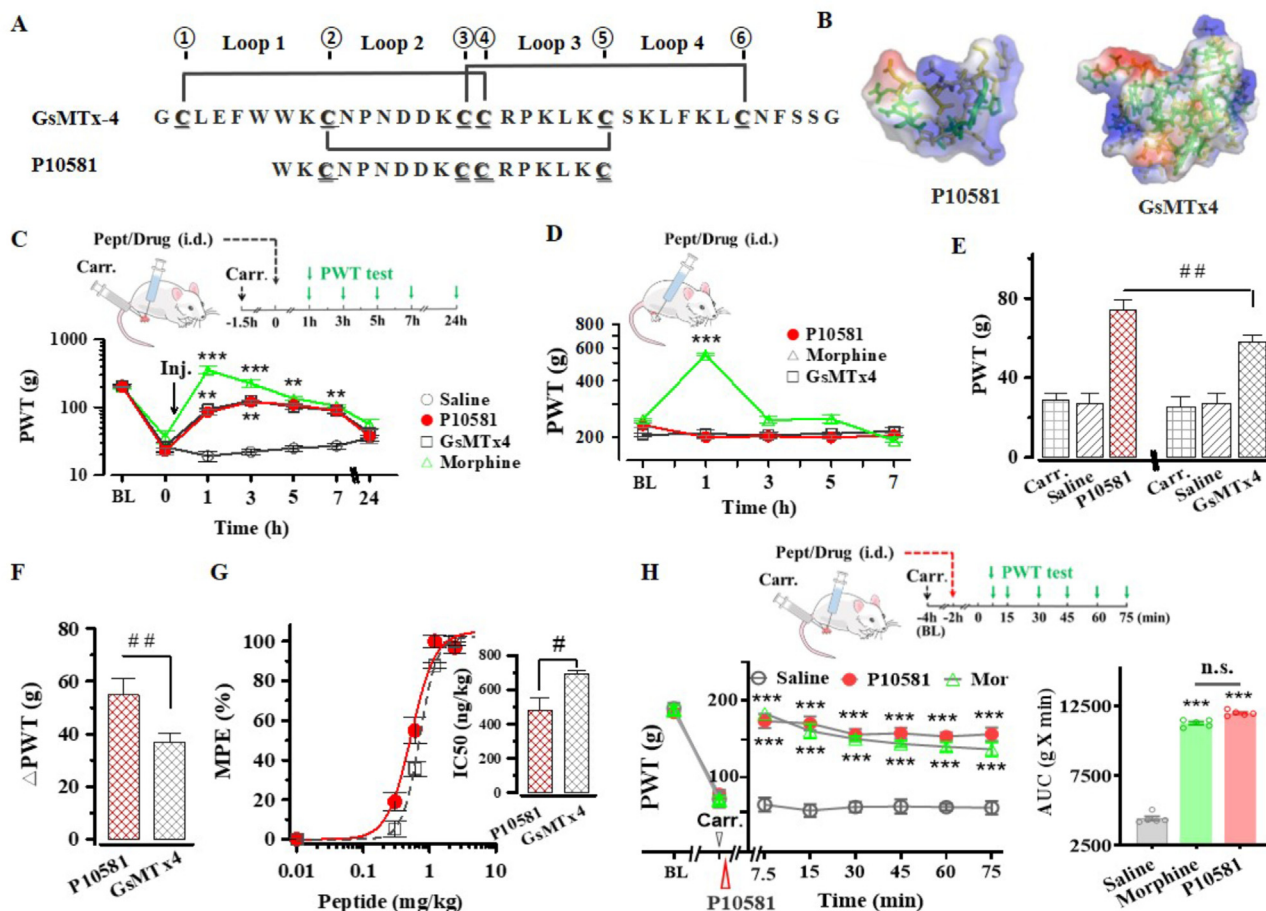 A
① ② ③ ④ ⑤ ⑥
Loop 1 Loop 2 Loop 3 Loop 4
GsMTx-4 GCLEFWWKCNPNDDKCCRPKLKCSKLFKLCNFSSG
P10581 WKCNPNDDKCCRPKLKC
B
P10581 GsMTx4
C
Pept/Drug (i.d.)
Carr. Carr. PWT test
-1.5h 0 1h 3h 5h 7h 24h
PWT (g)
1000
100
10
Inj.
*** *** ** **
** **
Saline
P10581
GsMTx4
Morphine
BL 0 1 3 5 7 24
Time (h)
D
Pept/Drug (i.d.)
PWT (g)
800
600
400
200
***
P10581
Morphine
GsMTx4
BL 1 3 5 7
Time (h)
E
PWT (g)
80
40
0
##
Carr. Saline P10581 Carr. Saline GsMTx4
F
△PWT (g)
80
60
40
20
0
##
P10581 GsMTx4
G
MPE (%)
100
80
60
40
20
0
0.01 0.1 1 10
Peptide (mg/kg)
IC50 (ng/kg)
800
600
400
200
0
#
P10581 GsMTx4
H
Pept/Drug (i.d.)
Carr. Carr. PWT test
-4h -2h 0 7.5 15 30 45 60 75 (min)
(BL)
Saline P10581 Mor
PWT (g)
200
100
0
*** *** *** *** *** ***
*** *** *** *** *** ***
Carr.
BL 7.5 15 30 45 60 75
P10581 Time (min)
AUC (g X min)
12500
7500
2500
n.s.
*** ***
Saline Morphine P10581